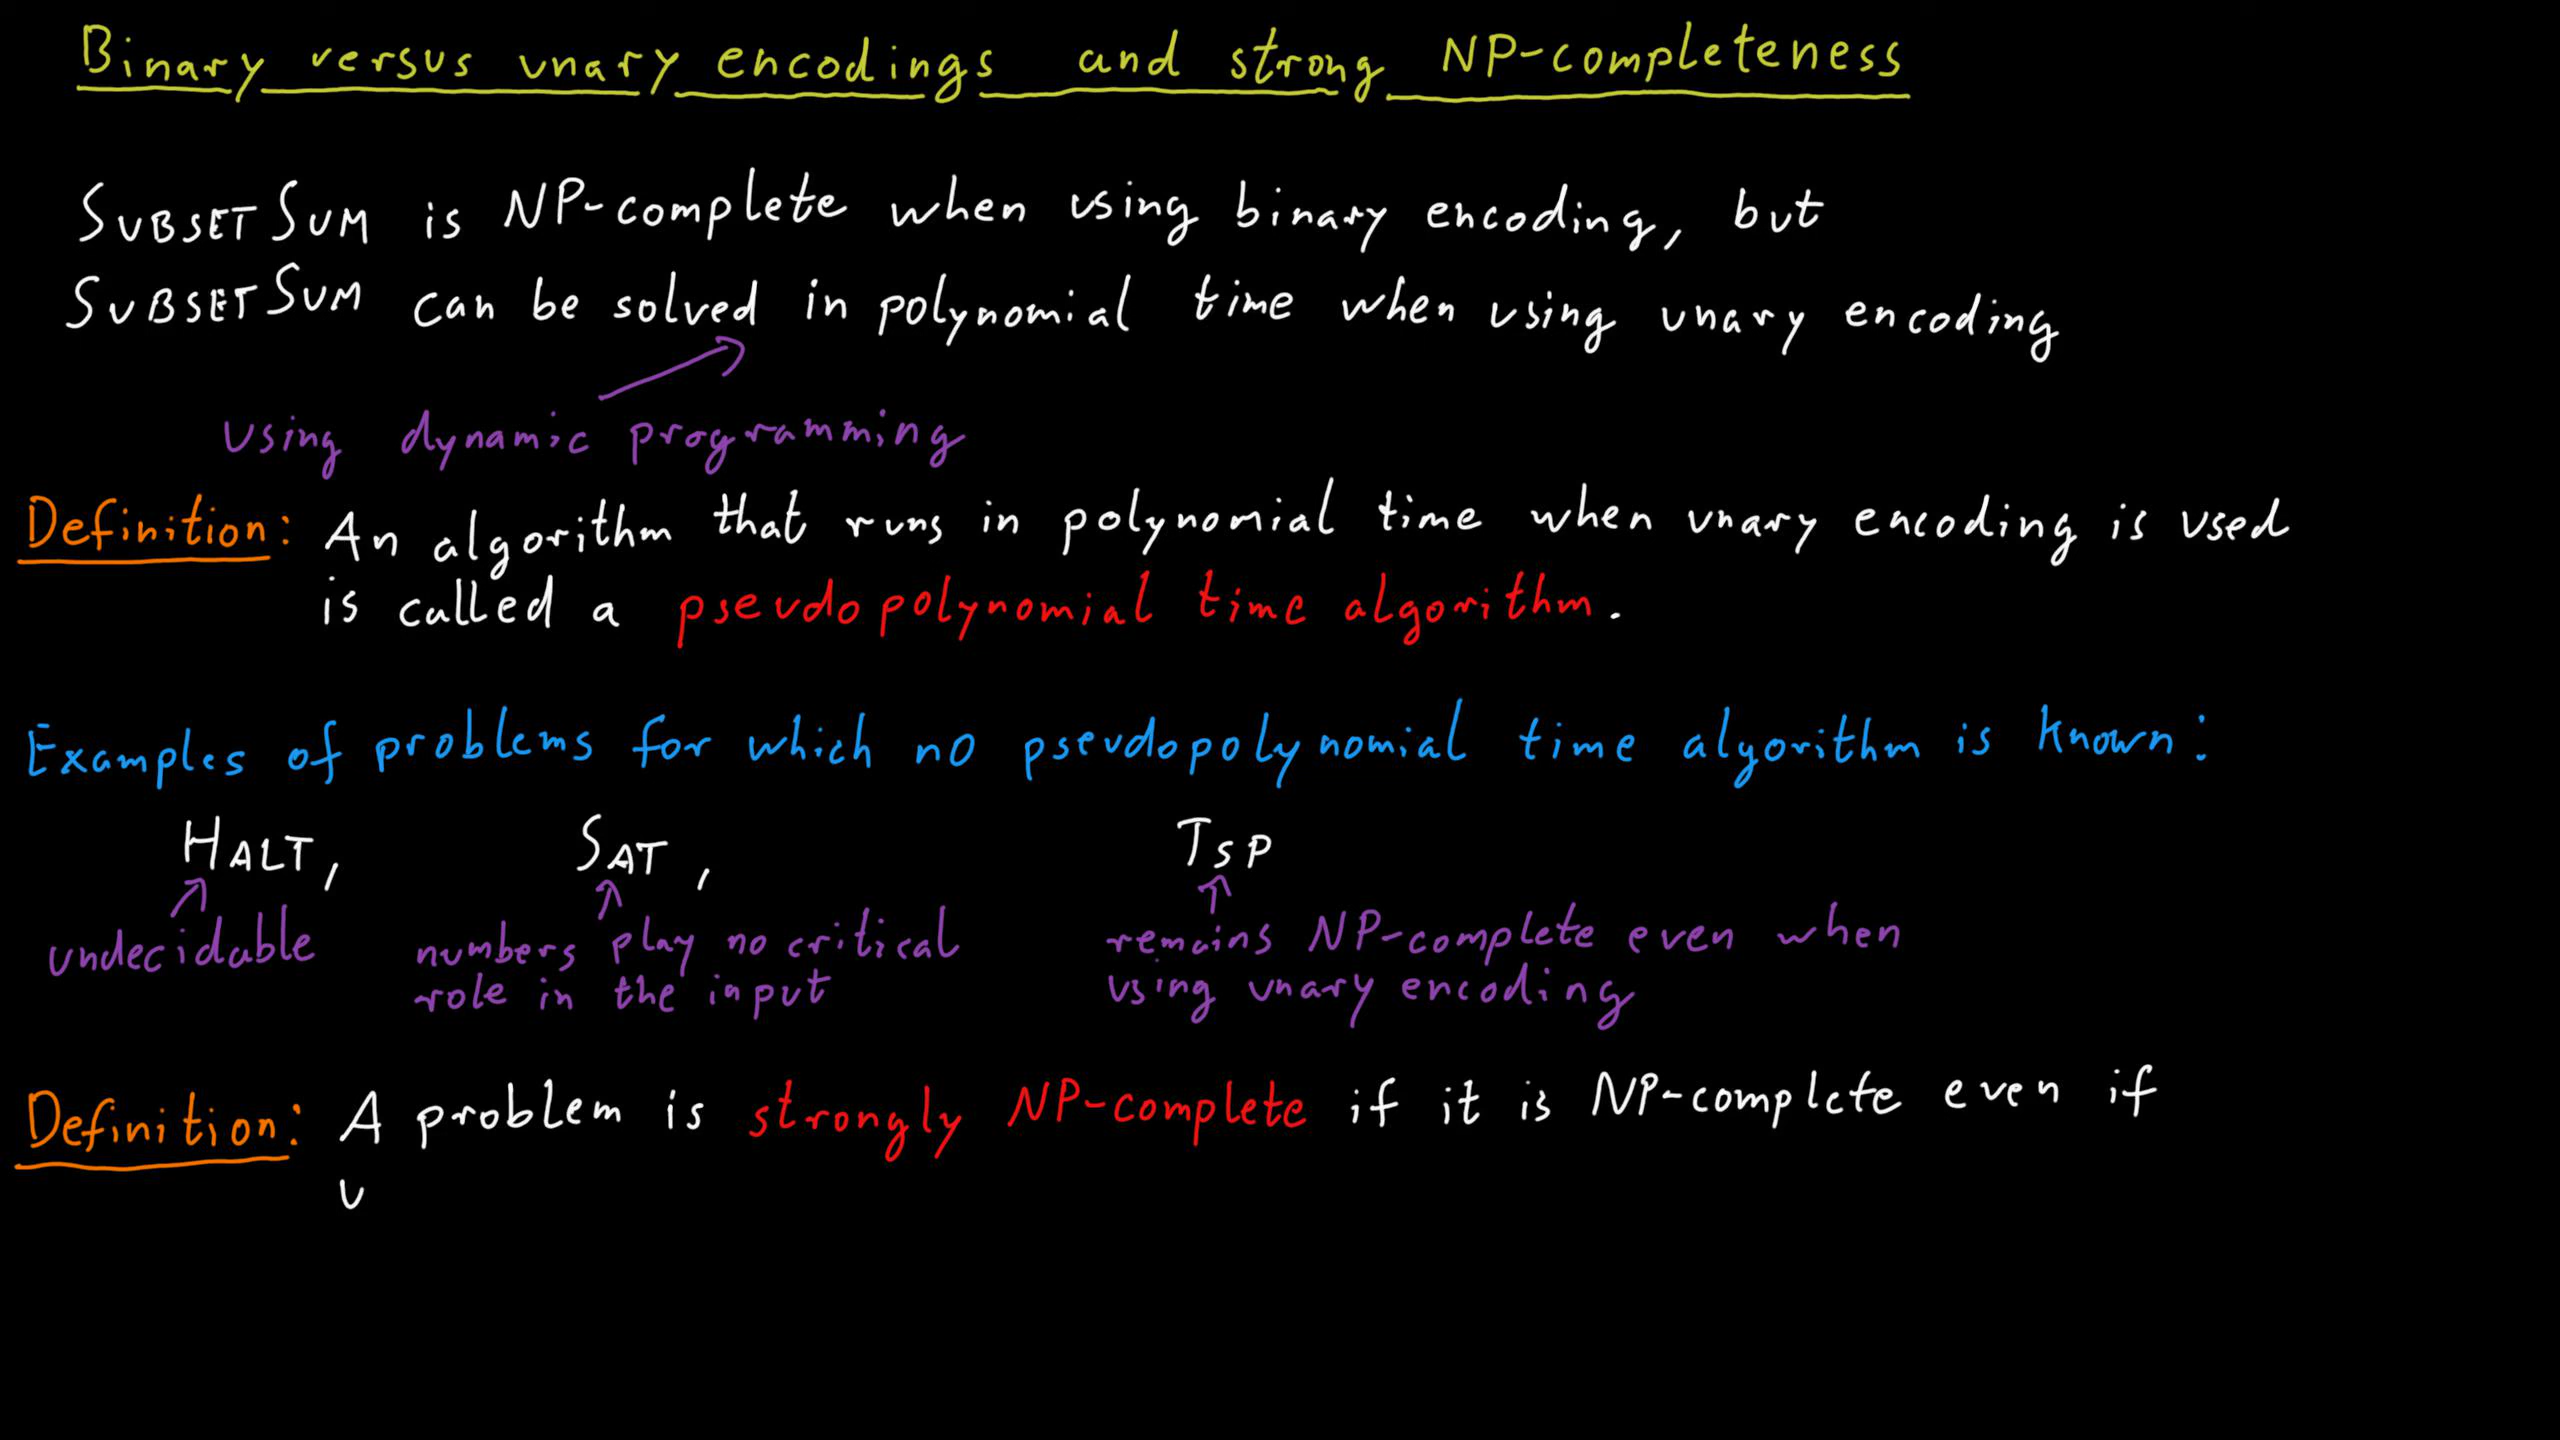 Binary versus unary encodings and strong NP-completeness
SUBSETSUM is NP-complete when using binary encoding, but
SUBSETSUM can be solved in polynomial time when using unary encoding
using dynamic programming
Definition: An algorithm that runs in polynomial time when unary encoding is used
is called a pseudopolynomial time algorithm.
Examples of problems for which no pseudopolynomial time algorithm is known:
HALT, SAT, TSP
undecidable numbers play no critical remains NP-complete even when
role in the input using unary encoding
Definition: A problem is strongly NP-complete if it is NP-complete even if
u